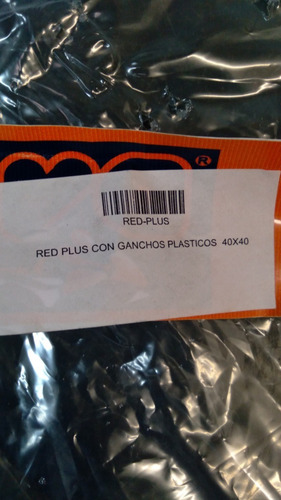 ®
RED-PLUS
RED PLUS CON GANCHOS PLASTICOS 40X40